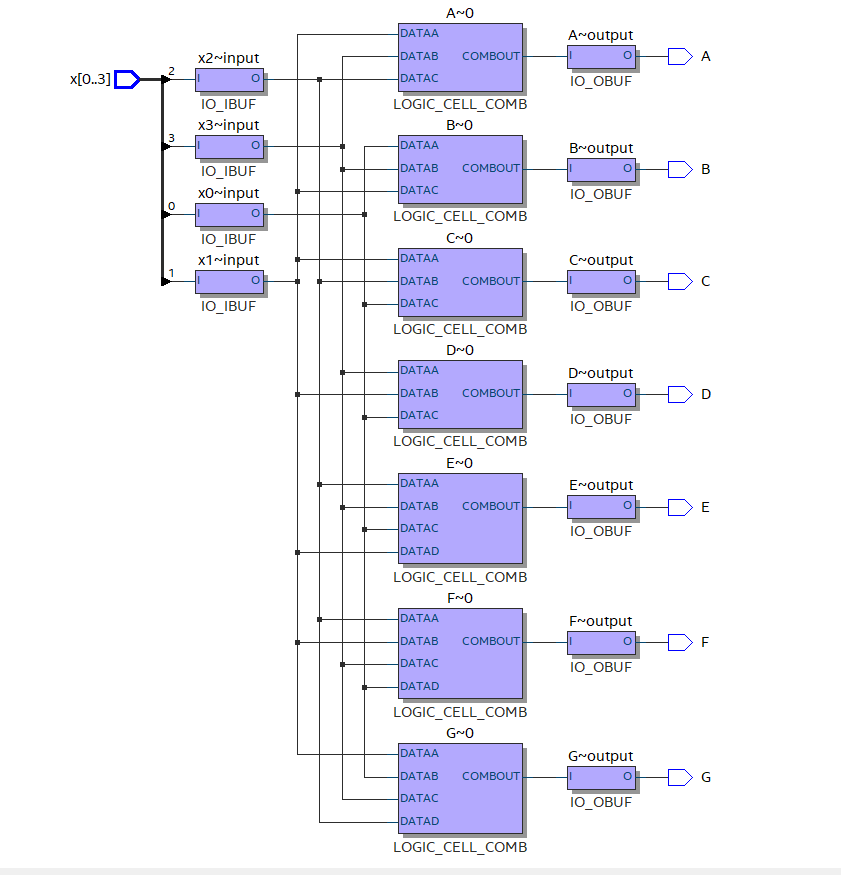 x[0..3]
2
x2~input
I O
IO_IBUF
3
x3~input
I O
IO_IBUF
0
x0~input
I O
IO_IBUF
1
x1~input
I O
IO_IBUF
A~0
DATAA
DATAB COMBOUT
DATAC
LOGIC_CELL_COMB
A~output
I O
IO_OBUF
A
B~0
DATAA
DATAB COMBOUT
DATAC
LOGIC_CELL_COMB
B~output
I O
IO_OBUF
B
C~0
DATAA
DATAB COMBOUT
DATAC
LOGIC_CELL_COMB
C~output
I O
IO_OBUF
C
D~0
DATAA
DATAB COMBOUT
DATAC
LOGIC_CELL_COMB
D~output
I O
IO_OBUF
D
E~0
DATAA
DATAB COMBOUT
DATAC
DATAD
LOGIC_CELL_COMB
E~output
I O
IO_OBUF
E
F~0
DATAA
DATAB COMBOUT
DATAC
DATAD
LOGIC_CELL_COMB
F~output
I O
IO_OBUF
F
G~0
DATAA
DATAB COMBOUT
DATAC
DATAD
LOGIC_CELL_COMB
G~output
I O
IO_OBUF
G